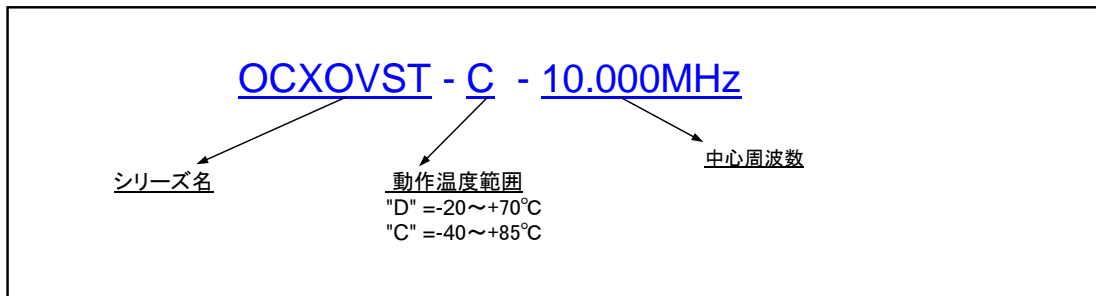 OCXOVST - C - 10.000MHz
シリーズ名
動作温度範囲
"D" =-20～+70℃
"C" =-40～+85℃
中心周波数